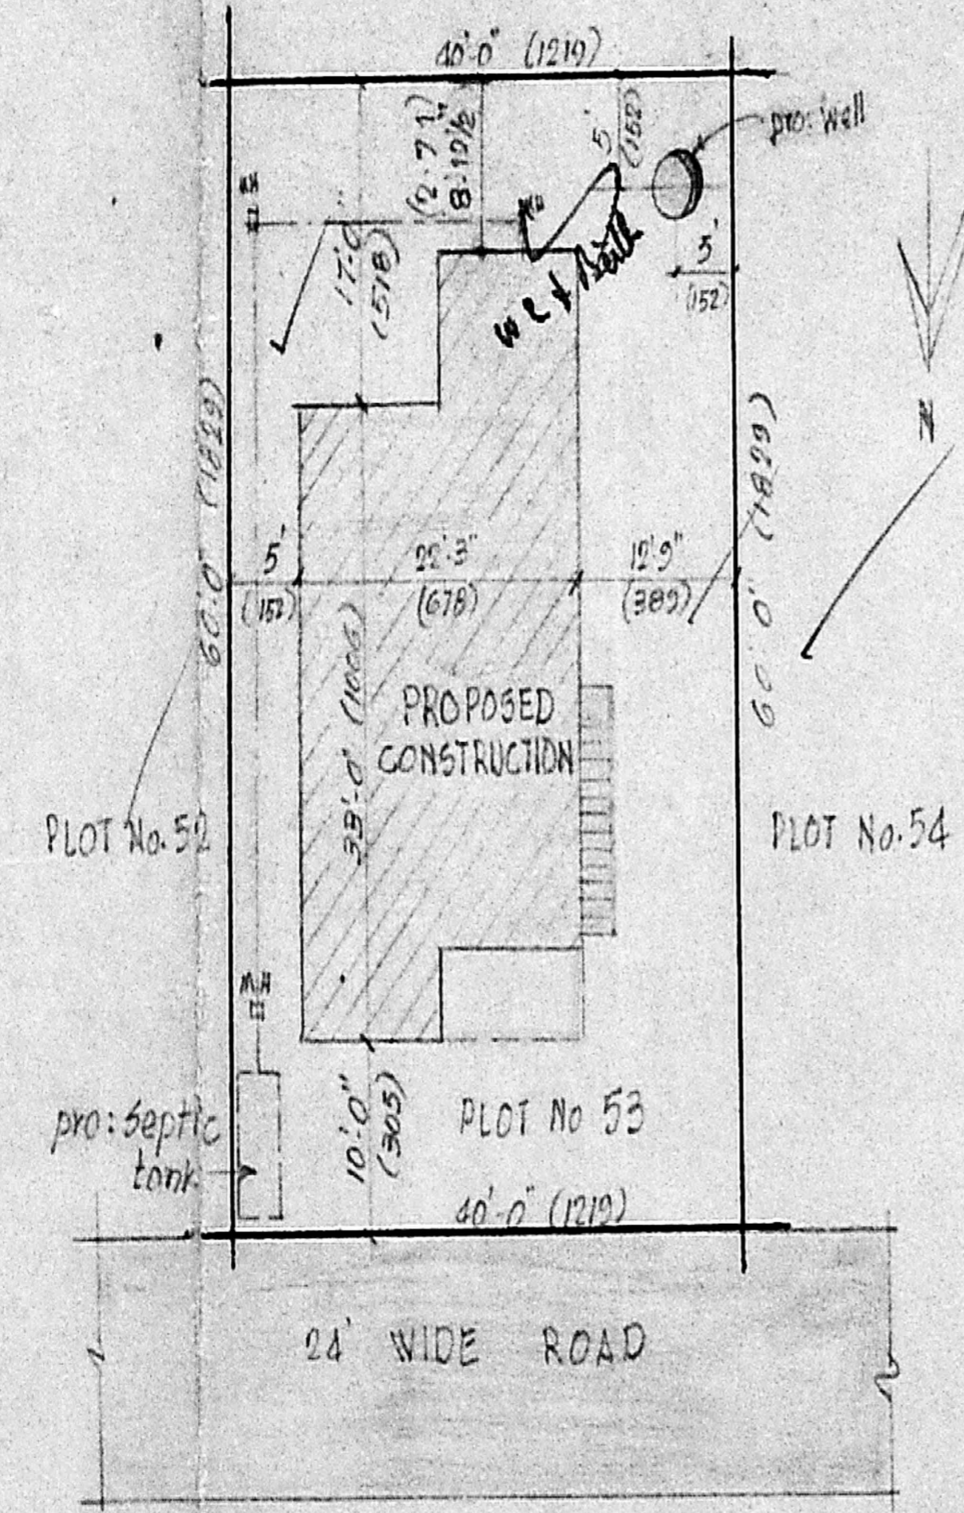 40'-0" (1219)
pro: well
5'
(152)
(2.71)
8'-10½"
MH
MH
17'-0"
(518)
W C & Bath
5'
(152)
N
60'-0" (1829)
60'-0" (1829)
5'
(152)
22'-3"
(678)
12'9"
(389)
33'-0" (1006)
PROPOSED
CONSTRUCTION
PLOT No. 52
PLOT No. 54
M.H
pro: septic
tank
10'-0"
(305)
PLOT No 53
40'-0" (1219)
24' WIDE ROAD